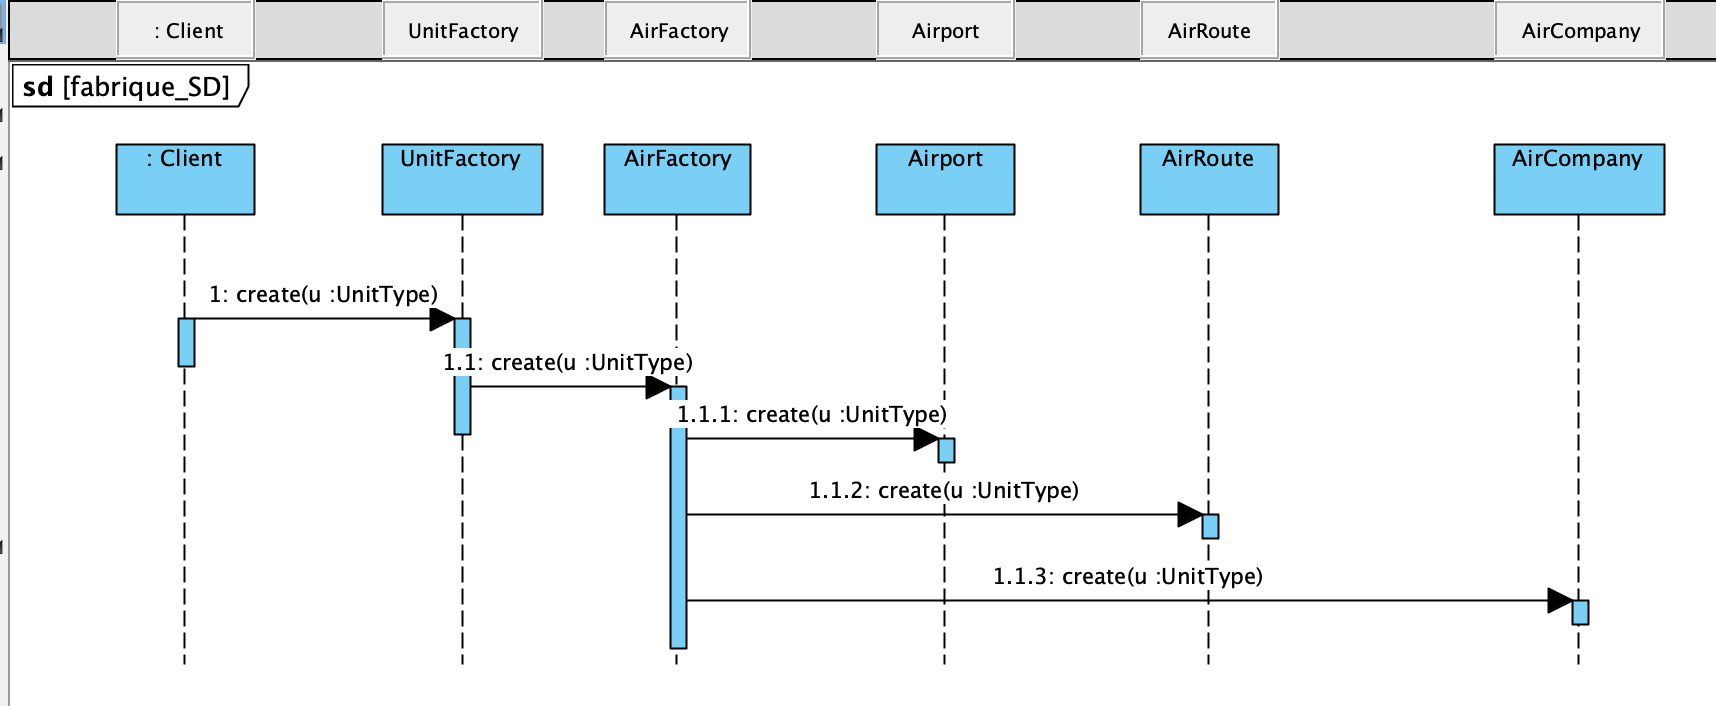 : Client
UnitFactory
AirFactory
Airport
AirRoute
AirCompany
sd [fabrique_SD]
: Client
UnitFactory
AirFactory
Airport
AirRoute
AirCompany
1: create(u :UnitType)
1.1: create(u :UnitType)
1.1.1: create(u :UnitType)
1.1.2: create(u :UnitType)
1.1.3: create(u :UnitType)